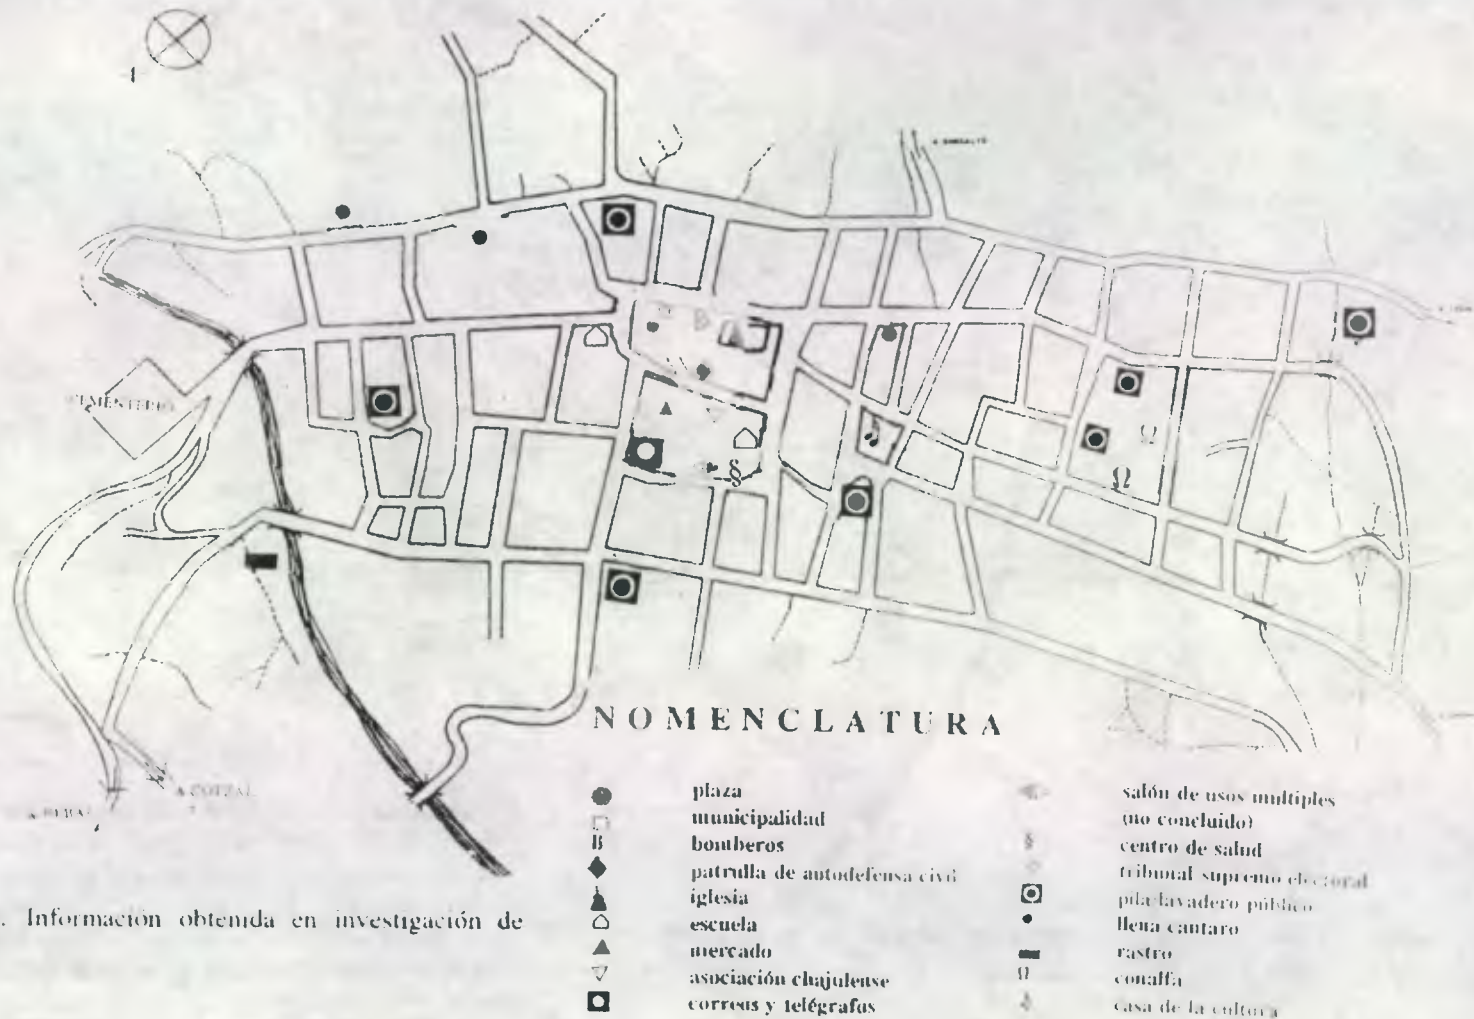 CEMENTERIO
A COTZAL
NOMENCLATURA
plaza
municipalidad
B bomberos
patrulla de autodefensa civil
iglesia
escuela
mercado
asociación chajulense
correos y telégrafos
salón de usos multiples
(no concluido)
§ centro de salud
tribunal supremo electoral
pila-lavadero público
llena cantaro
rastro
Ω conalfa
casa de la cultura
. Información obtenida en investigación de